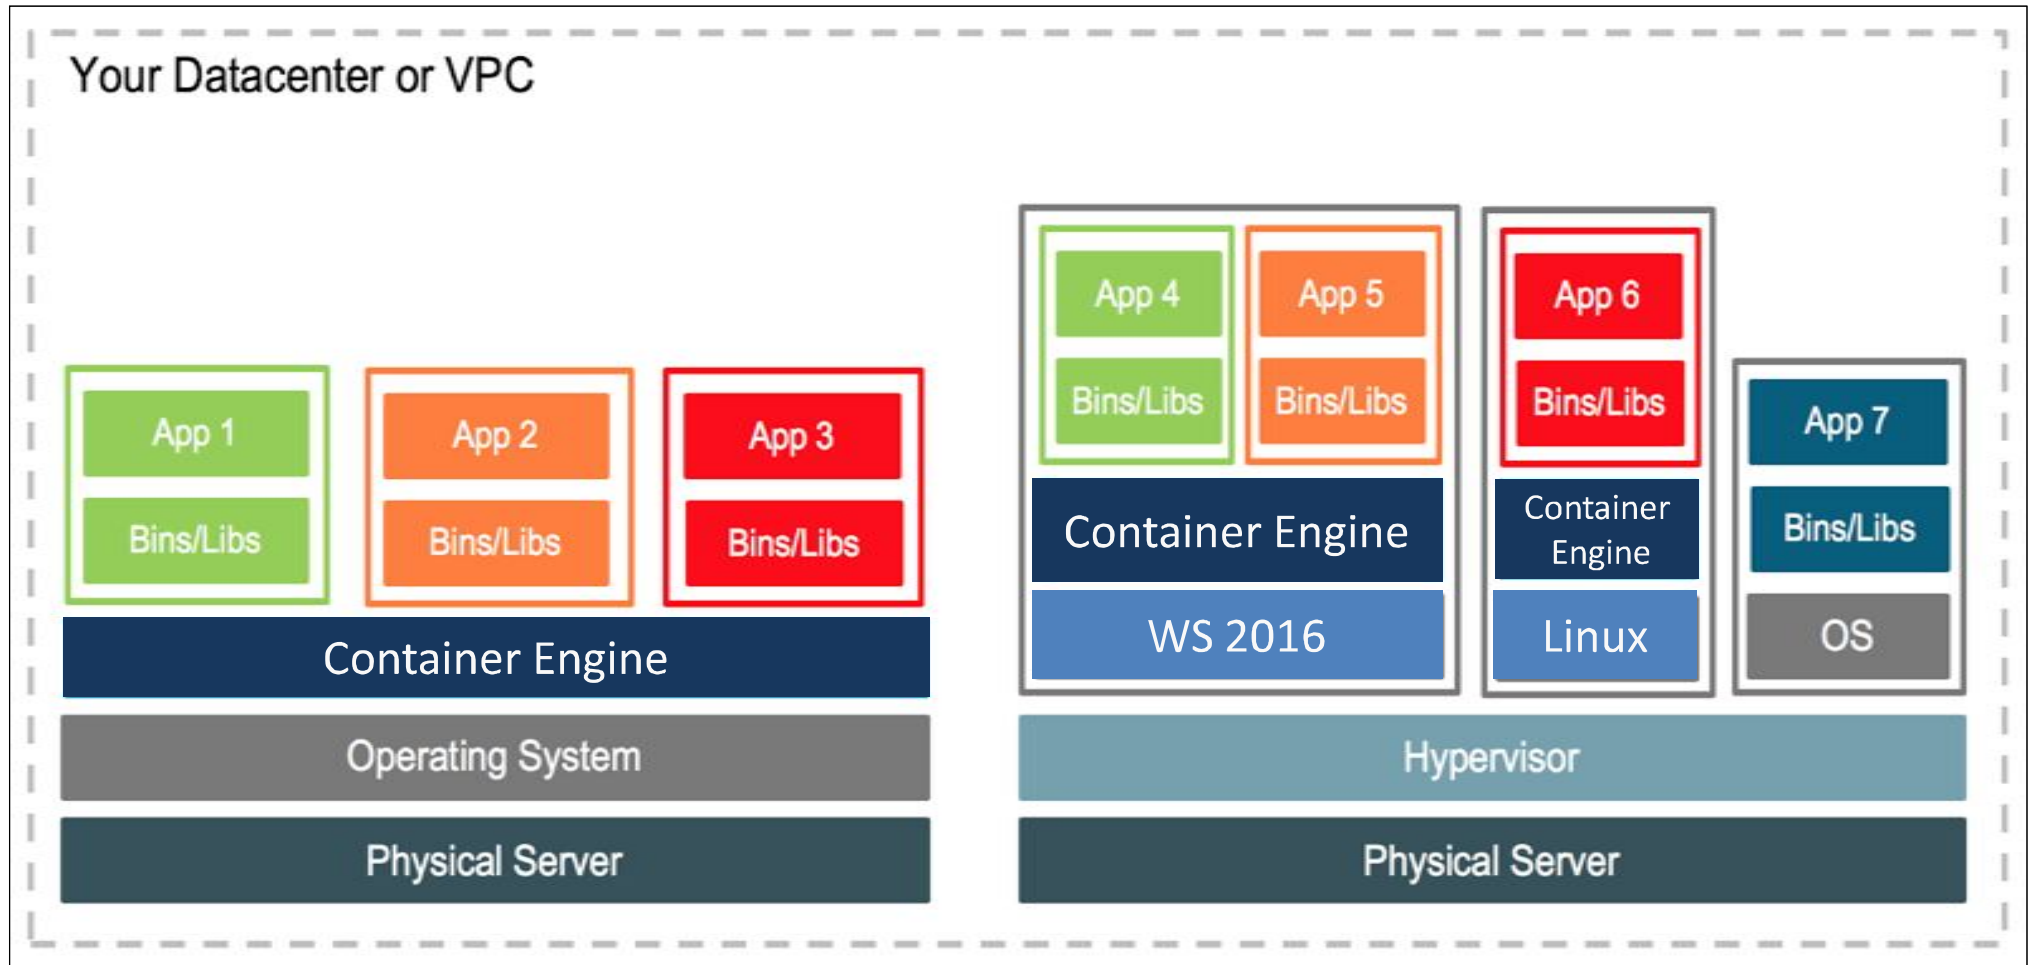 Your Datacenter or VPC
App 1
Bins/Libs
App 2
Bins/Libs
App 3
Bins/Libs
Container Engine
Operating System
Physical Server
App 4
Bins/Libs
App 5
Bins/Libs
Container Engine
WS 2016
App 6
Bins/Libs
Container
Engine
Linux
App 7
Bins/Libs
OS
Hypervisor
Physical Server